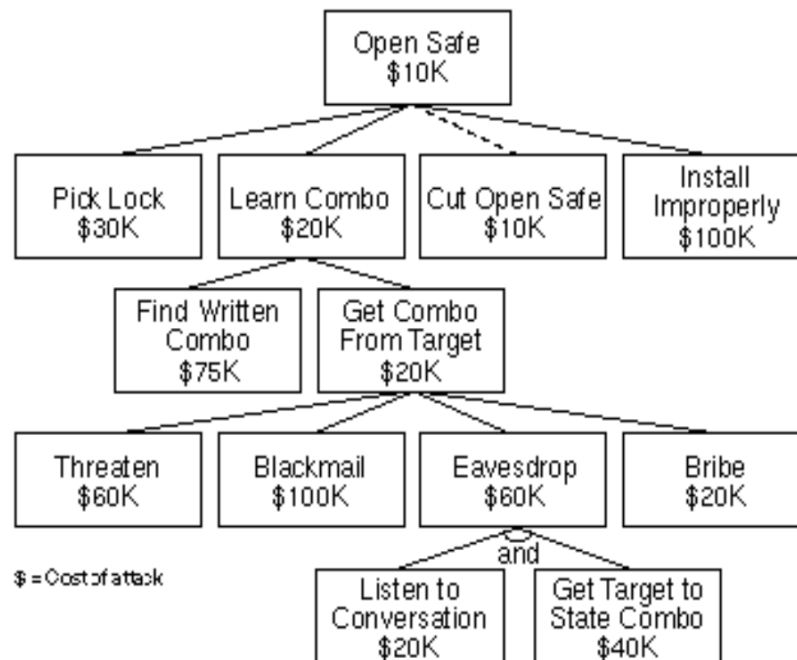 Open Safe
$10K
Pick Lock
$30K
Learn Combo
$20K
Cut Open Safe
$10K
Install
Improperly
$100K
Find Written
Combo
$75K
Get Combo
From Target
$20K
Threaten
$60K
Blackmail
$100K
Eavesdrop
$60K
Bribe
$20K
and
$ = Cost of attack
Listen to
Conversation
$20K
Get Target to
State Combo
$40K